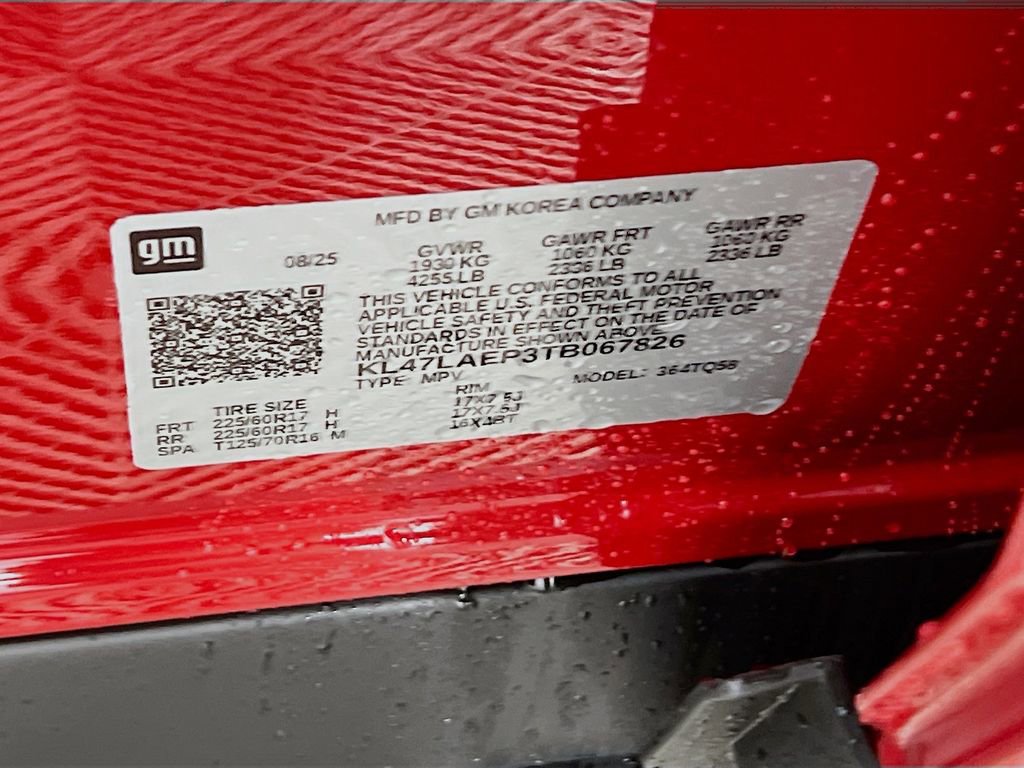 MFD BY GM KOREA COMPANY
gm
08/25
GVWR GAWR FRT GAWR RR
1930 KG 1060 KG 1060 KG
4255 LB 2336 LB 2336 LB
THIS VEHICLE CONFORMS TO ALL
APPLICABLE U.S. FEDERAL MOTOR
VEHICLE SAFETY AND THEFT PREVENTION
STANDARDS IN EFFECT ON THE DATE OF
MANUFACTURE SHOWN ABOVE.
KL47LAEP3TB067826
TYPE: MPV MODEL: 364TQ58
TIRE SIZE RIM
FRT 225/60R17 H 17X7.5J
RR 225/60R17 H 17X7.5J
SPA T125/70R16 M 16X4BT